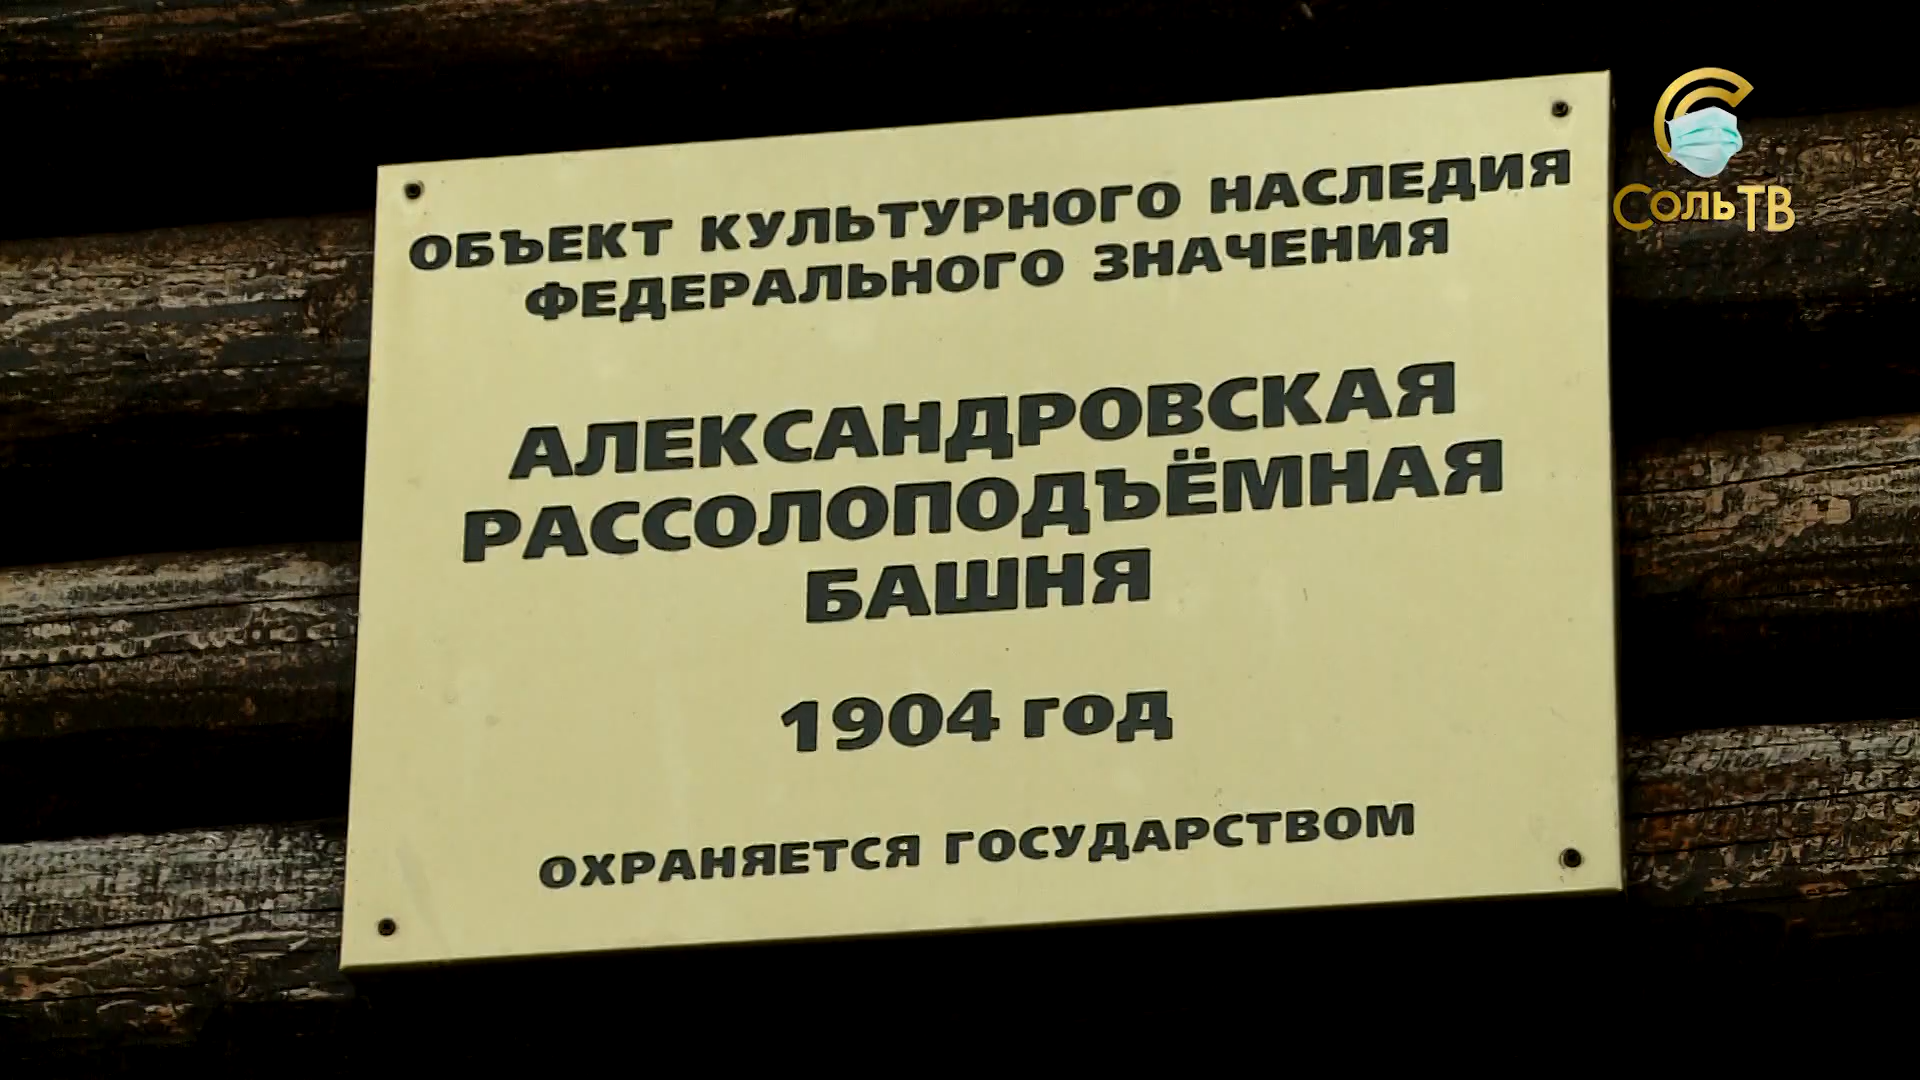 ОБЪЕКТ КУЛЬТУРНОГО НАСЛЕДИЯ
ФЕДЕРАЛЬНОГО ЗНАЧЕНИЯ
АЛЕКСАНДРОВСКАЯ
РАССОЛОПОДЪЁМНАЯ
БАШНЯ
1904 год
ОХРАНЯЕТСЯ ГОСУДАРСТВОМ
СольТВ